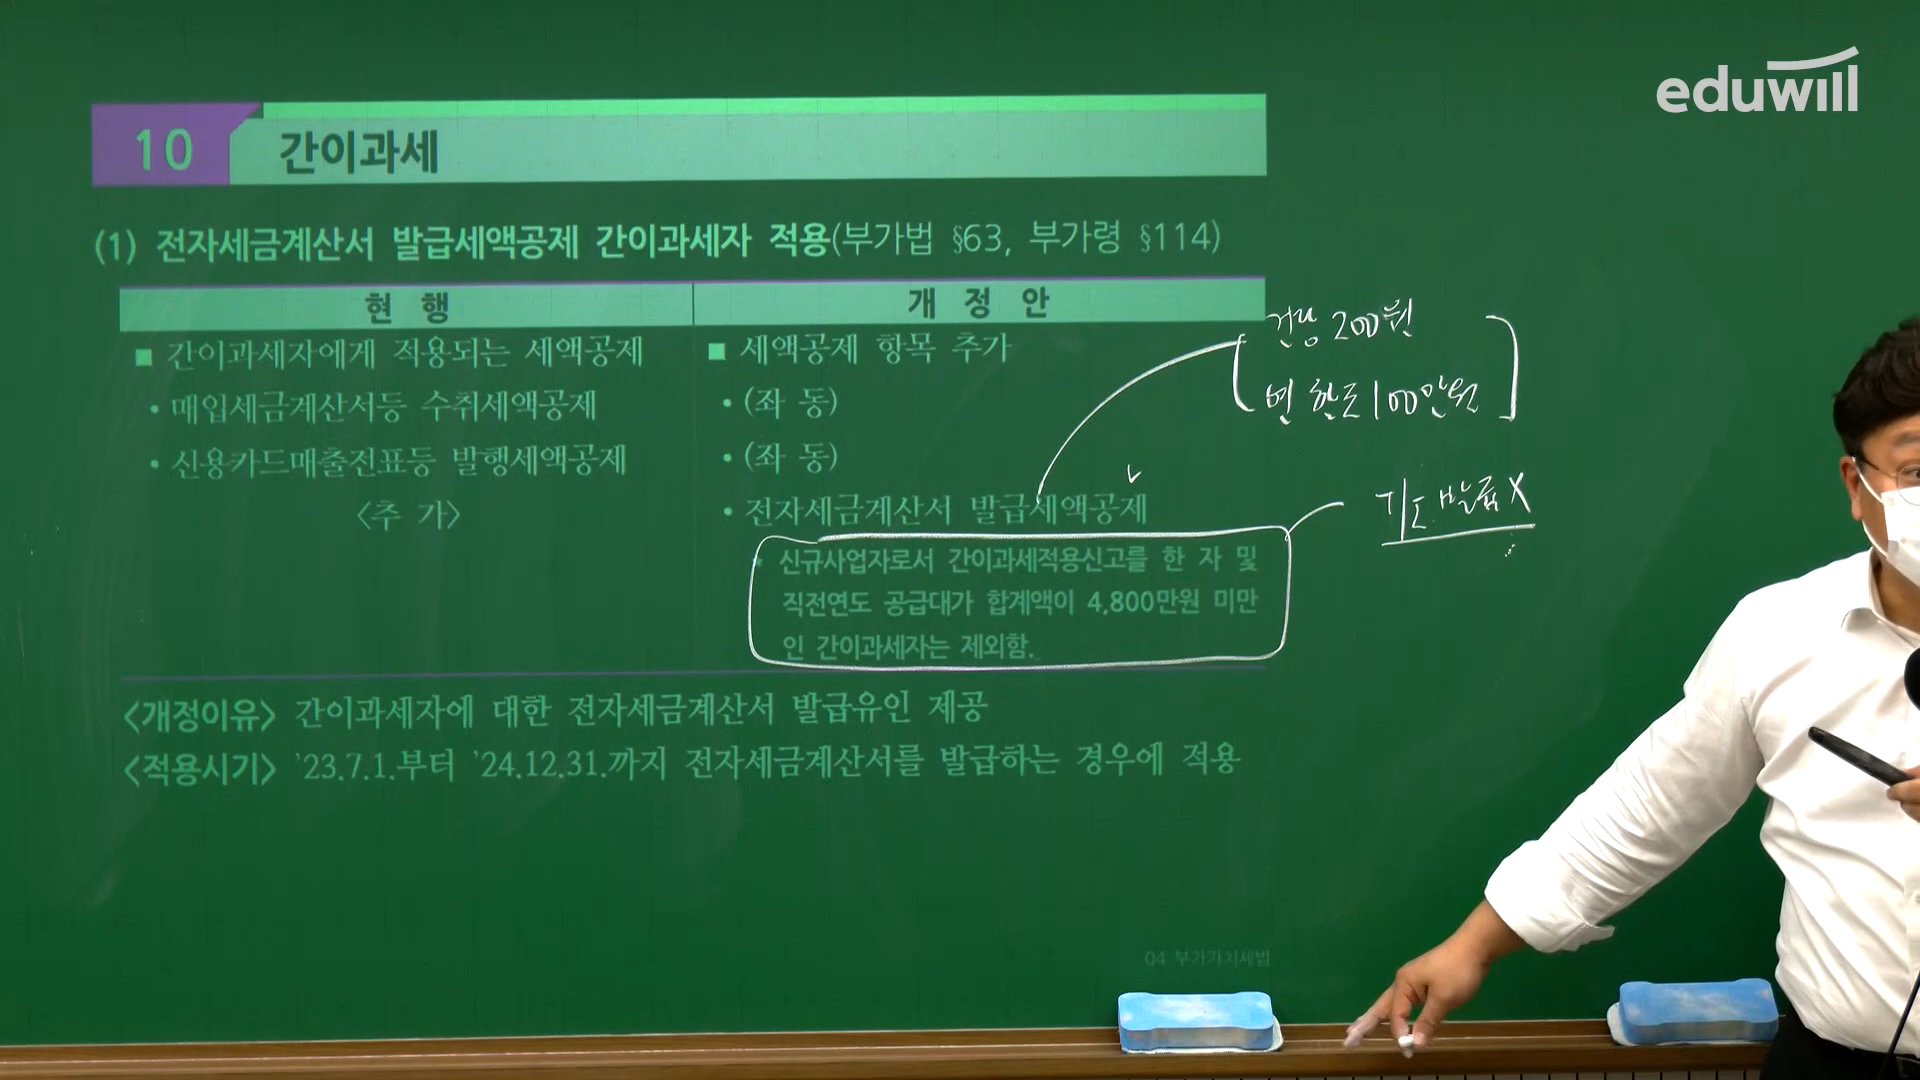 eduwill
10 간이과세
(1) 전자세금계산서 발급세액공제 간이과세자 적용(부가법 §63, 부가령 §114)
현 행
■ 간이과세자에게 적용되는 세액공제
• 매입세금계산서등 수취세액공제
• 신용카드매출전표등 발행세액공제
<추 가>
개 정 안
■ 세액공제 항목 추가
• (좌 동)
• (좌 동)
• 전자세금계산서 발급세액공제
신규사업자로서 간이과세적용신고를 한 자 및
직전연도 공급대가 합계액이 4,800만원 미만
인 간이과세자는 제외함.
건당 200원
연 한도 100만원
발급 X
<개정이유> 간이과세자에 대한 전자세금계산서 발급유인 제공
<적용시기> '23.7.1.부터 '24.12.31.까지 전자세금계산서를 발급하는 경우에 적용
04 부가가치세법